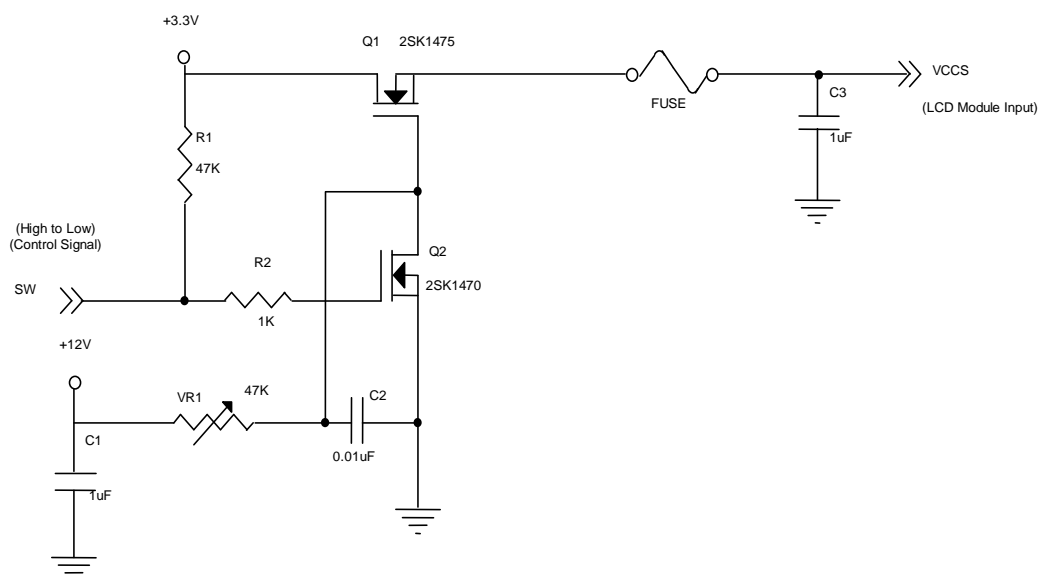 +3.3V
Q1 2SK1475
FUSE
VCCS
(LCD Module Input)
C3
1uF
R1
47K
(High to Low)
(Control Signal)
SW
R2
1K
Q2
2SK1470
+12V
VR1
47K
C2
0.01uF
C1
1uF